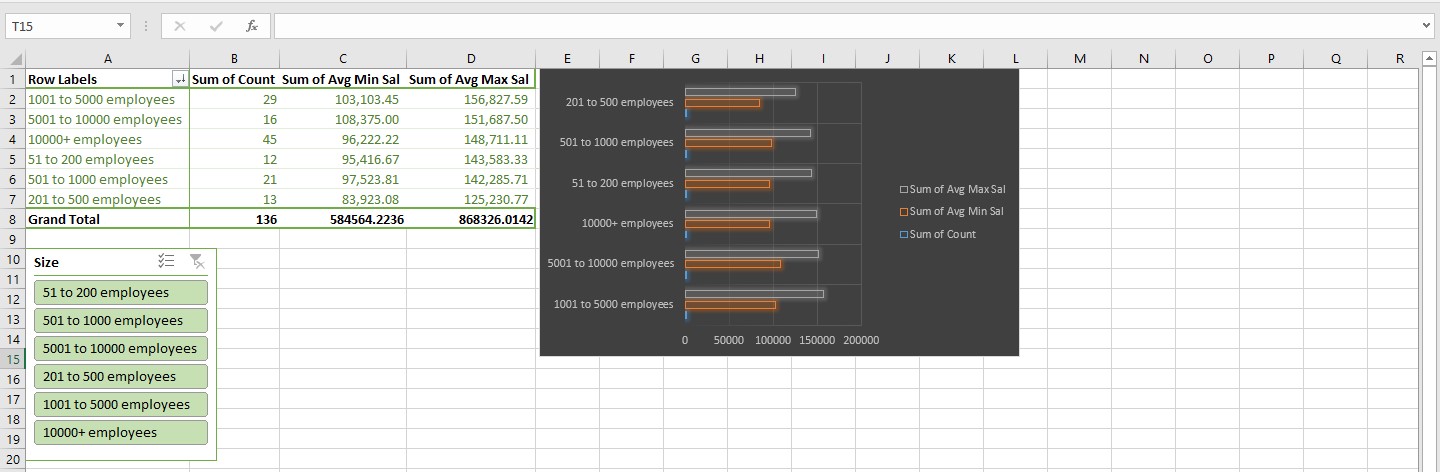 T15
fx
A B C D E F G H I J K L M N O P Q R
1 Row Labels Sum of Count Sum of Avg Min Sal Sum of Avg Max Sal
2 1001 to 5000 employees 29 103,103.45 156,827.59
3 5001 to 10000 employees 16 108,375.00 151,687.50
4 10000+ employees 45 96,222.22 148,711.11
5 51 to 200 employees 12 95,416.67 143,583.33
6 501 to 1000 employees 21 97,523.81 142,285.71
7 201 to 500 employees 13 83,923.08 125,230.77
8 Grand Total 136 584564.2236 868326.0142
9
10 Size
11
12 51 to 200 employees
13 501 to 1000 employees
14 5001 to 10000 employees
15
16 201 to 500 employees
17 1001 to 5000 employees
18
19 10000+ employees
20
201 to 500 employees
501 to 1000 employees
51 to 200 employees
10000+ employees
5001 to 10000 employees
1001 to 5000 employees
0 50000 100000 150000 200000
Sum of Avg Max Sal
Sum of Avg Min Sal
Sum of Count